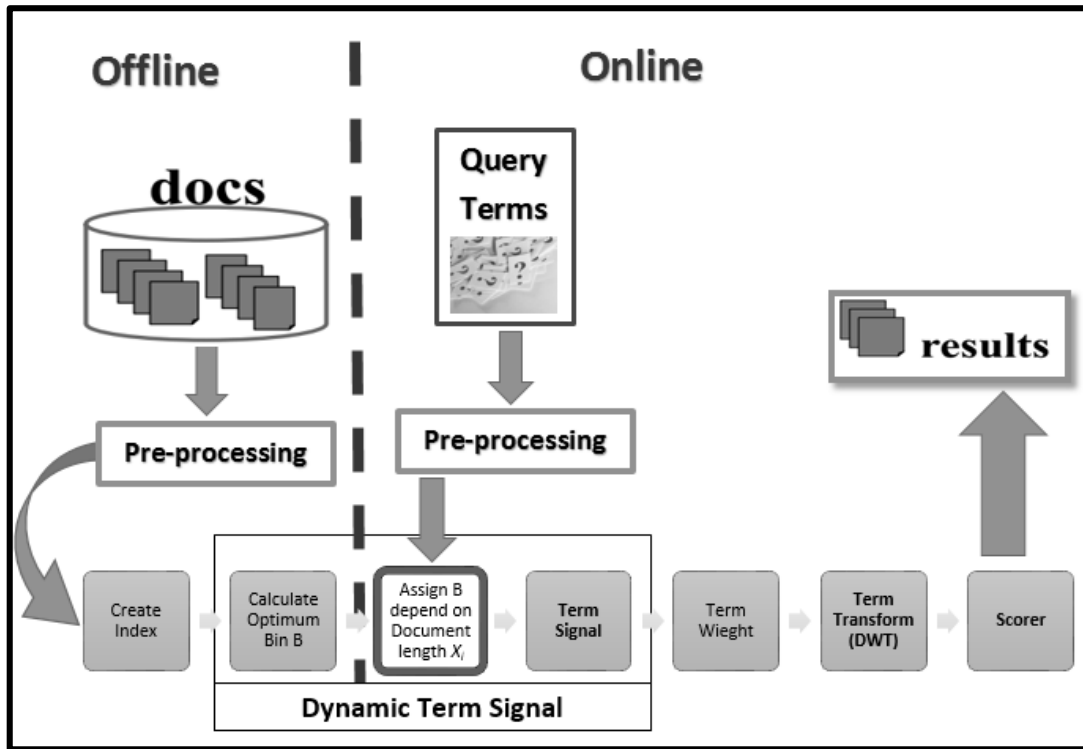 Offline
Online
docs
Query
Terms
results
Pre-processing
Pre-processing
Create
Index
Calculate
Optimum
Bin B
Assign B
depend on
Document
length Xi
Term
Signal
Term
Wieght
Term
Transform
(DWT)
Scorer
Dynamic Term Signal